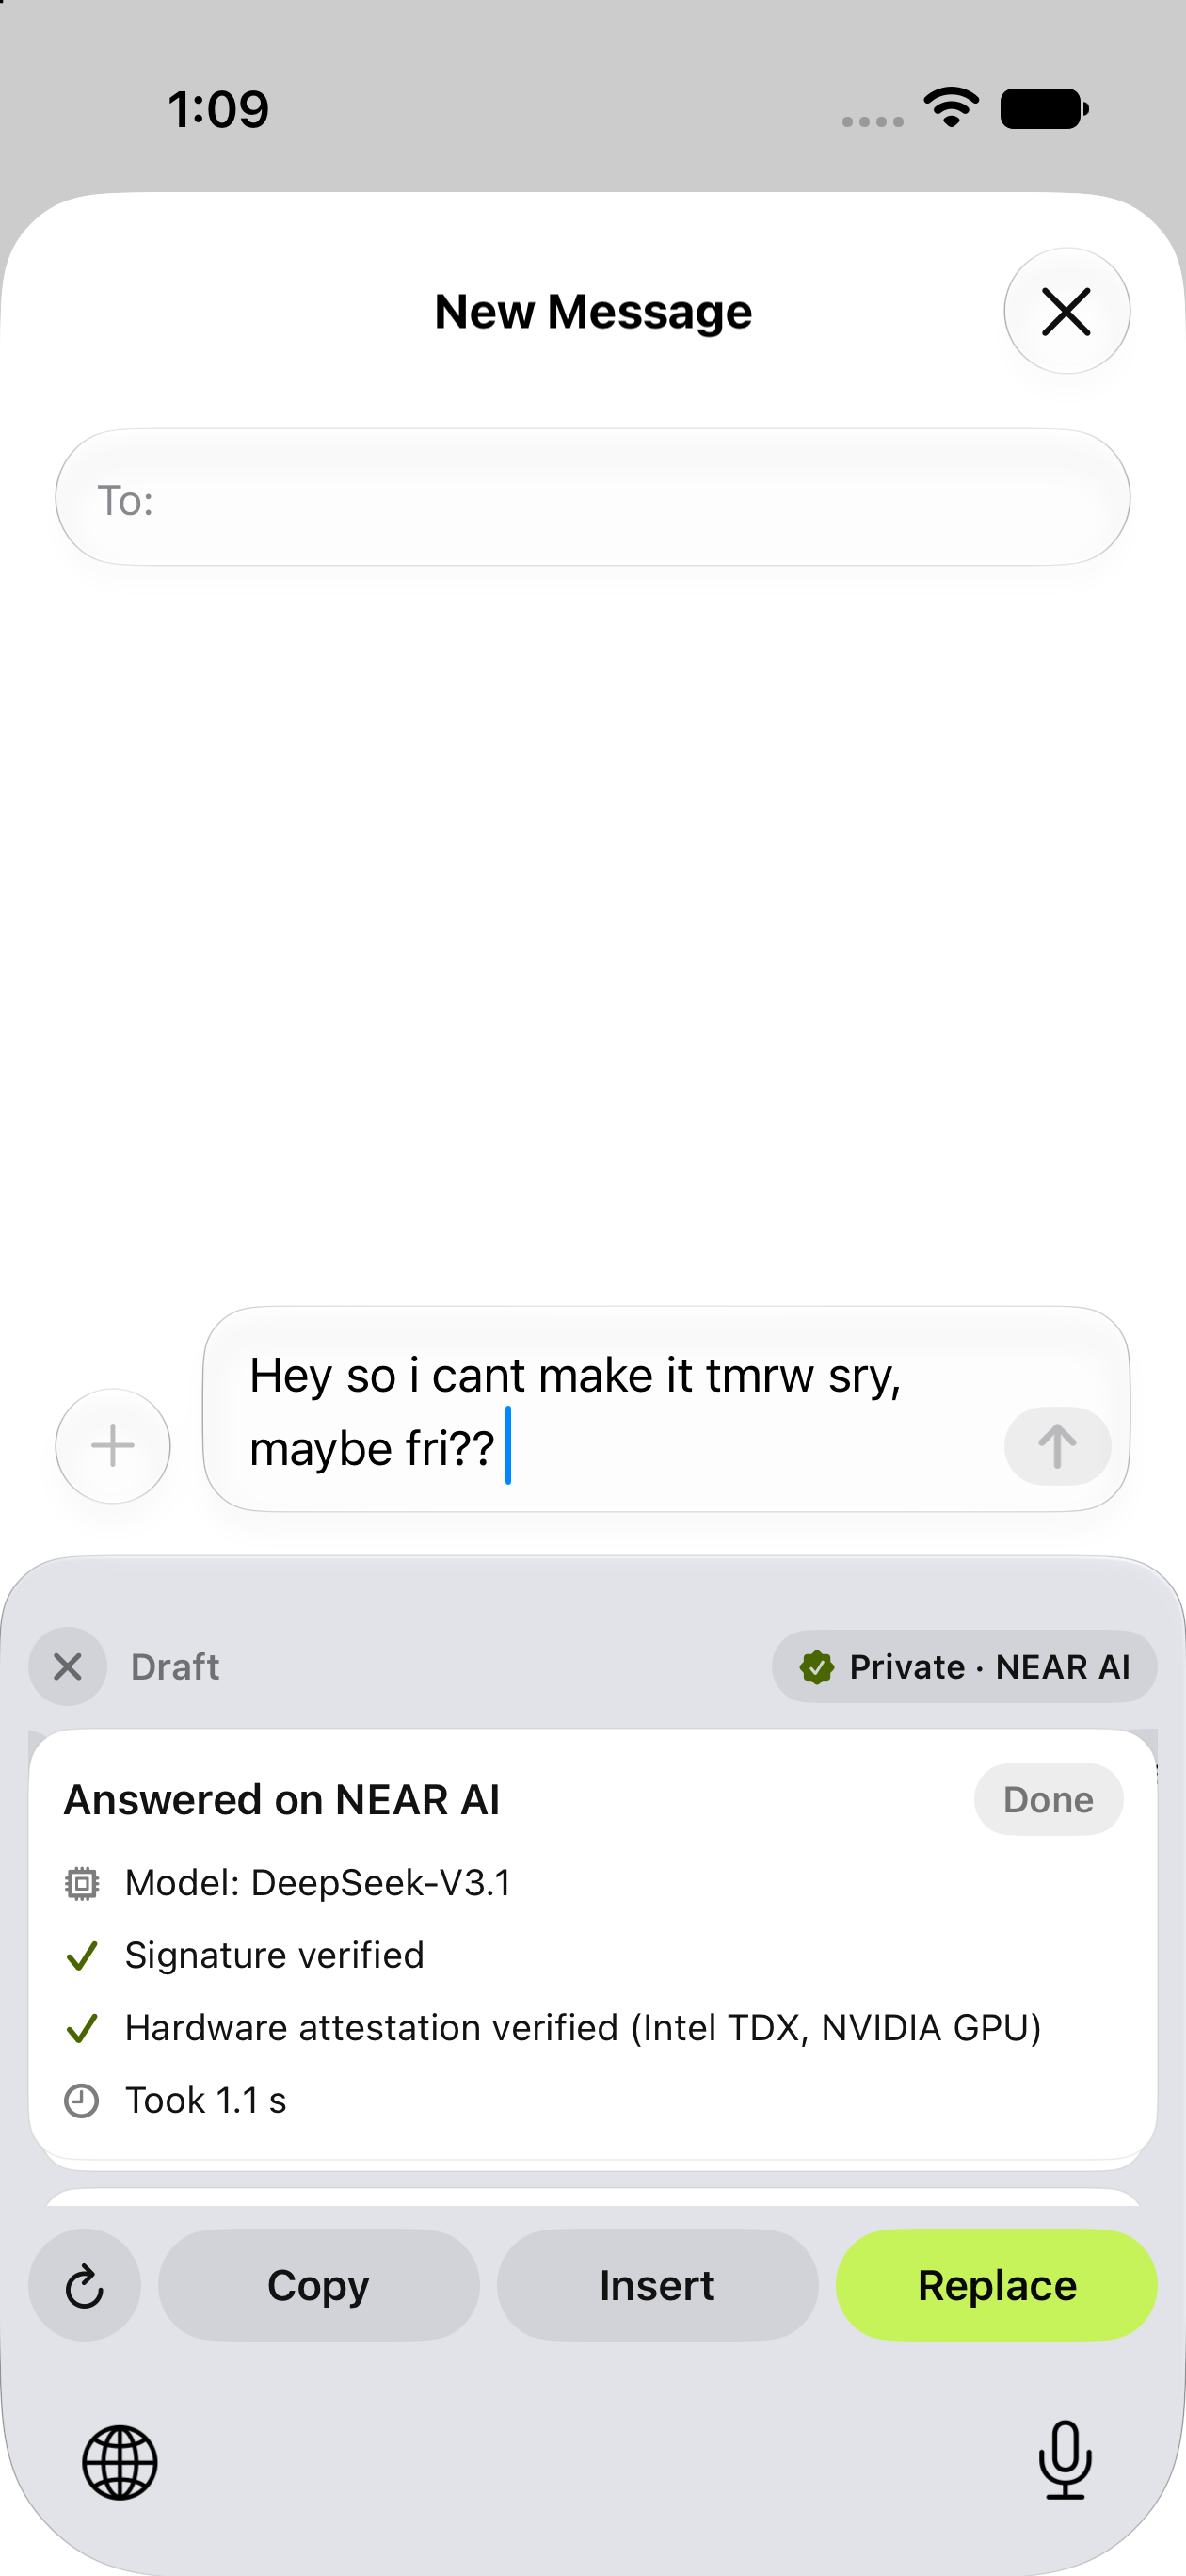 1:09
New Message
To:
Hey so i cant make it tmrw sry,
maybe fri??
Draft
Private · NEAR AI
Answered on NEAR AI
Done
Model: DeepSeek-V3.1
Signature verified
Hardware attestation verified (Intel TDX, NVIDIA GPU)
Took 1.1 s
Copy
Insert
Replace